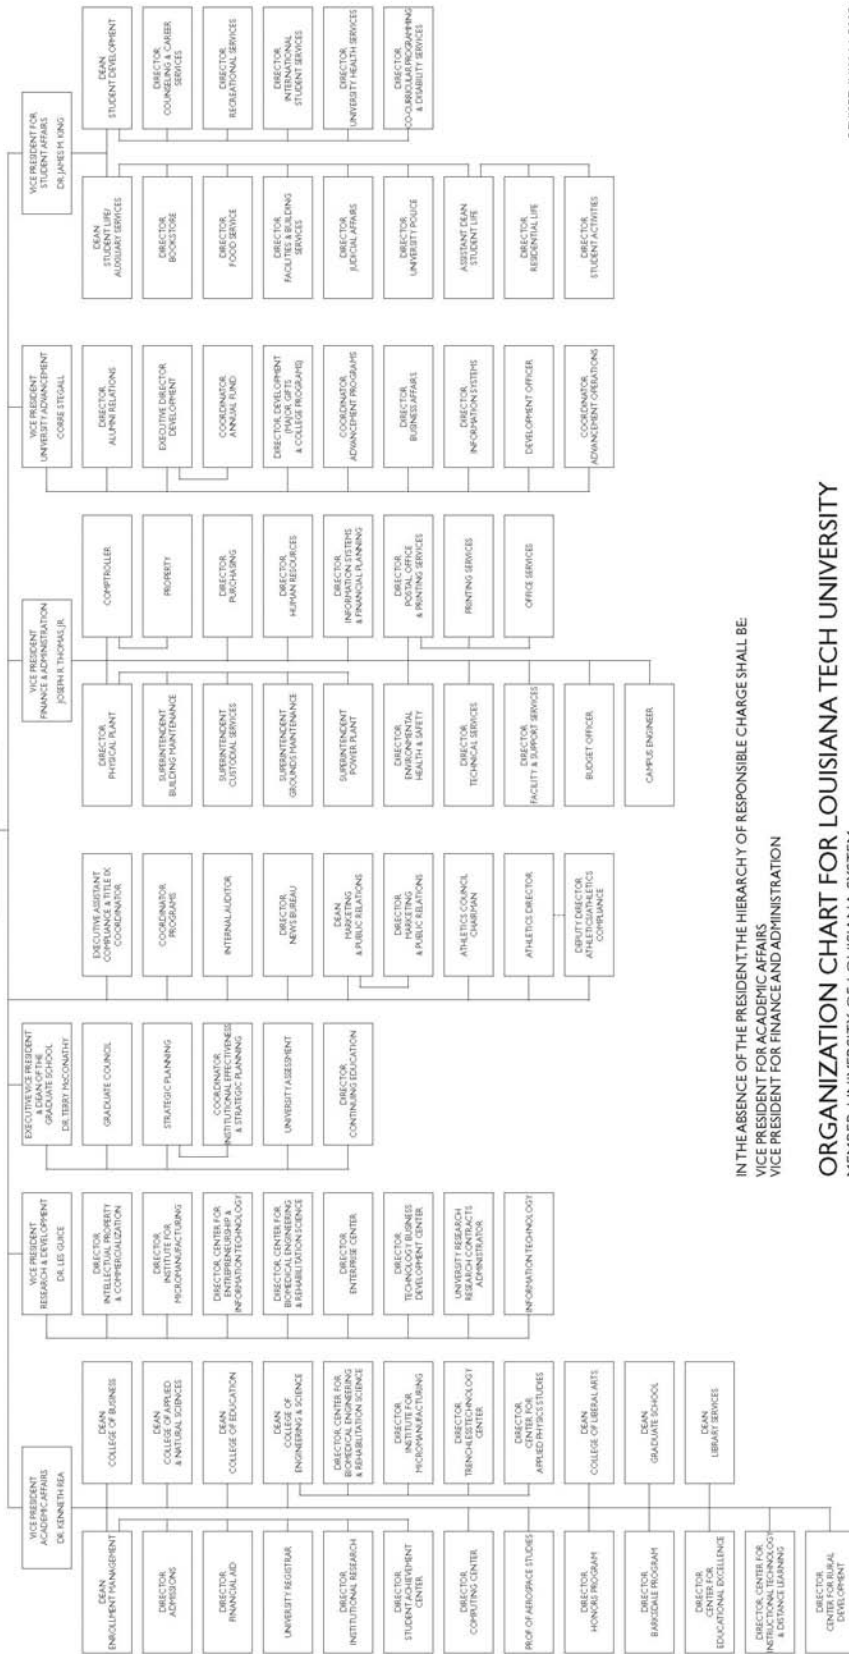 VICE PRESIDENT
ACADEMIC AFFAIRS
DR. KENNETH REA
DEAN
ENROLLMENT MANAGEMENT
DIRECTOR,
ADMISSIONS
DIRECTOR,
FINANCIAL AID
UNIVERSITY REGISTRAR
DIRECTOR,
INSTITUTIONAL RESEARCH
DIRECTOR,
STUDENT ACHIEVEMENT
CENTER
DIRECTOR,
COMPUTING CENTER
PROF OF AEROSPACE STUDIES
DIRECTOR,
HONORS PROGRAM
DIRECTOR,
BARKSDALE PROGRAM
DIRECTOR,
CENTER FOR
EDUCATIONAL EXCELLENCE
DIRECTOR, CENTER FOR
INSTRUCTIONAL TECHNOLOGY
& DISTANCE LEARNING
DIRECTOR,
CENTER FOR RURAL
DEVELOPMENT
DEAN
COLLEGE OF BUSINESS
DEAN
COLLEGE OF APPLIED
& NATURAL SCIENCES
DEAN
COLLEGE OF EDUCATION
DEAN
COLLEGE OF
ENGINEERING & SCIENCE
DIRECTOR, CENTER FOR
BIOMEDICAL ENGINEERING
& REHABILITATION SCIENCE
DIRECTOR,
INSTITUTE FOR
MICROMANUFACTURING
DIRECTOR,
TRENCHLESS TECHNOLOGY
CENTER
DIRECTOR,
CENTER FOR
APPLIED PHYSICS STUDIES
DEAN
COLLEGE OF LIBERAL ARTS
DEAN
GRADUATE SCHOOL
DEAN
LIBRARY SERVICES
VICE PRESIDENT
RESEARCH & DEVELOPMENT
DR. LES GUICE
DIRECTOR,
INTELLECTUAL PROPERTY
& COMMERCIALIZATION
DIRECTOR,
INSTITUTE FOR
MICROMANUFACTURING
DIRECTOR, CENTER FOR
ENTREPRENEURSHIP &
INFORMATION TECHNOLOGY
DIRECTOR, CENTER FOR
BIOMEDICAL ENGINEERING
& REHABILITATION SCIENCE
DIRECTOR,
ENTERPRISE CENTER
DIRECTOR,
TECHNOLOGY BUSINESS
DEVELOPMENT CENTER
UNIVERSITY RESEARCH
RESEARCH CONTRACTS
ADMINISTRATOR
INFORMATION TECHNOLOGY
EXECUTIVE VICE PRESIDENT
& DEAN OF THE
GRADUATE SCHOOL
DR. TERRY McCONATHY
GRADUATE COUNCIL
STRATEGIC PLANNING
COORDINATOR,
INSTITUTIONAL EFFECTIVENESS
& STRATEGIC PLANNING
UNIVERSITY ASSESSMENT
DIRECTOR,
CONTINUING EDUCATION
EXECUTIVE ASSISTANT
COMPLIANCE & TITLE IX
COORDINATOR
COORDINATOR
PROGRAMS
INTERNAL AUDITOR
DIRECTOR,
NEWS BUREAU
DEAN
MARKETING
& PUBLIC RELATIONS
DIRECTOR,
MARKETING
& PUBLIC RELATIONS
ATHLETICS COUNCIL
CHAIRMAN
ATHLETICS DIRECTOR
DEPUTY DIRECTOR
ATHLETICS/ATHLETICS
COMPLIANCE
VICE PRESIDENT
FINANCE & ADMINISTRATION
JOSEPH R. THOMAS, JR.
DIRECTOR,
PHYSICAL PLANT
SUPERINTENDENT
BUILDING MAINTENANCE
SUPERINTENDENT
CUSTODIAL SERVICES
SUPERINTENDENT
GROUNDS MAINTENANCE
SUPERINTENDENT
POWER PLANT
DIRECTOR,
ENVIRONMENTAL
HEALTH & SAFETY
DIRECTOR,
TECHNICAL SERVICES
DIRECTOR,
FACILITY & SUPPORT SERVICES
BUDGET OFFICER
CAMPUS ENGINEER
COMPTROLLER
PROPERTY
DIRECTOR,
PURCHASING
DIRECTOR,
HUMAN RESOURCES
DIRECTOR,
INFORMATION SYSTEMS
& FINANCIAL PLANNING
DIRECTOR,
POSTAL OFFICE
& PRINTING SERVICES
PRINTING SERVICES
OFFICE SERVICES
VICE PRESIDENT
UNIVERSITY ADVANCEMENT
CORRE STEGALL
DIRECTOR,
ALUMNI RELATIONS
EXECUTIVE DIRECTOR
DEVELOPMENT
COORDINATOR,
ANNUAL FUND
DIRECTOR, DEVELOPMENT
(MAJOR GIFTS
& COLLEGE PROGRAMS)
COORDINATOR,
ADVANCEMENT PROGRAMS
DIRECTOR,
BUSINESS AFFAIRS
DIRECTOR,
INFORMATION SYSTEMS
DEVELOPMENT OFFICER
COORDINATOR
ADVANCEMENT OPERATIONS
VICE PRESIDENT FOR
STUDENT AFFAIRS
DR. JAMES M. KING
DEAN
STUDENT LIFE/
AUXILIARY SERVICES
DIRECTOR,
BOOKSTORE
DIRECTOR,
FOOD SERVICE
DIRECTOR,
FACILITIES & BUILDING
SERVICES
DIRECTOR,
JUDICIAL AFFAIRS
DIRECTOR,
UNIVERSITY POLICE
ASSISTANT DEAN
STUDENT LIFE
DIRECTOR,
RESIDENTIAL LIFE
DIRECTOR,
STUDENT ACTIVITIES
DEAN
STUDENT DEVELOPMENT
DIRECTOR,
COUNSELING & CAREER
SERVICES
DIRECTOR,
RECREATIONAL SERVICES
DIRECTOR,
INTERNATIONAL
STUDENT SERVICES
DIRECTOR,
UNIVERSITY HEALTH SERVICES
DIRECTOR,
CO-CURRICULAR PROGRAMMING
& DISABILITY SERVICES
IN THE ABSENCE OF THE PRESIDENT, THE HIERARCHY OF RESPONSIBLE CHARGE SHALL BE:
VICE PRESIDENT FOR ACADEMIC AFFAIRS
VICE PRESIDENT FOR FINANCE AND ADMINISTRATION
ORGANIZATION CHART FOR LOUISIANA TECH UNIVERSITY